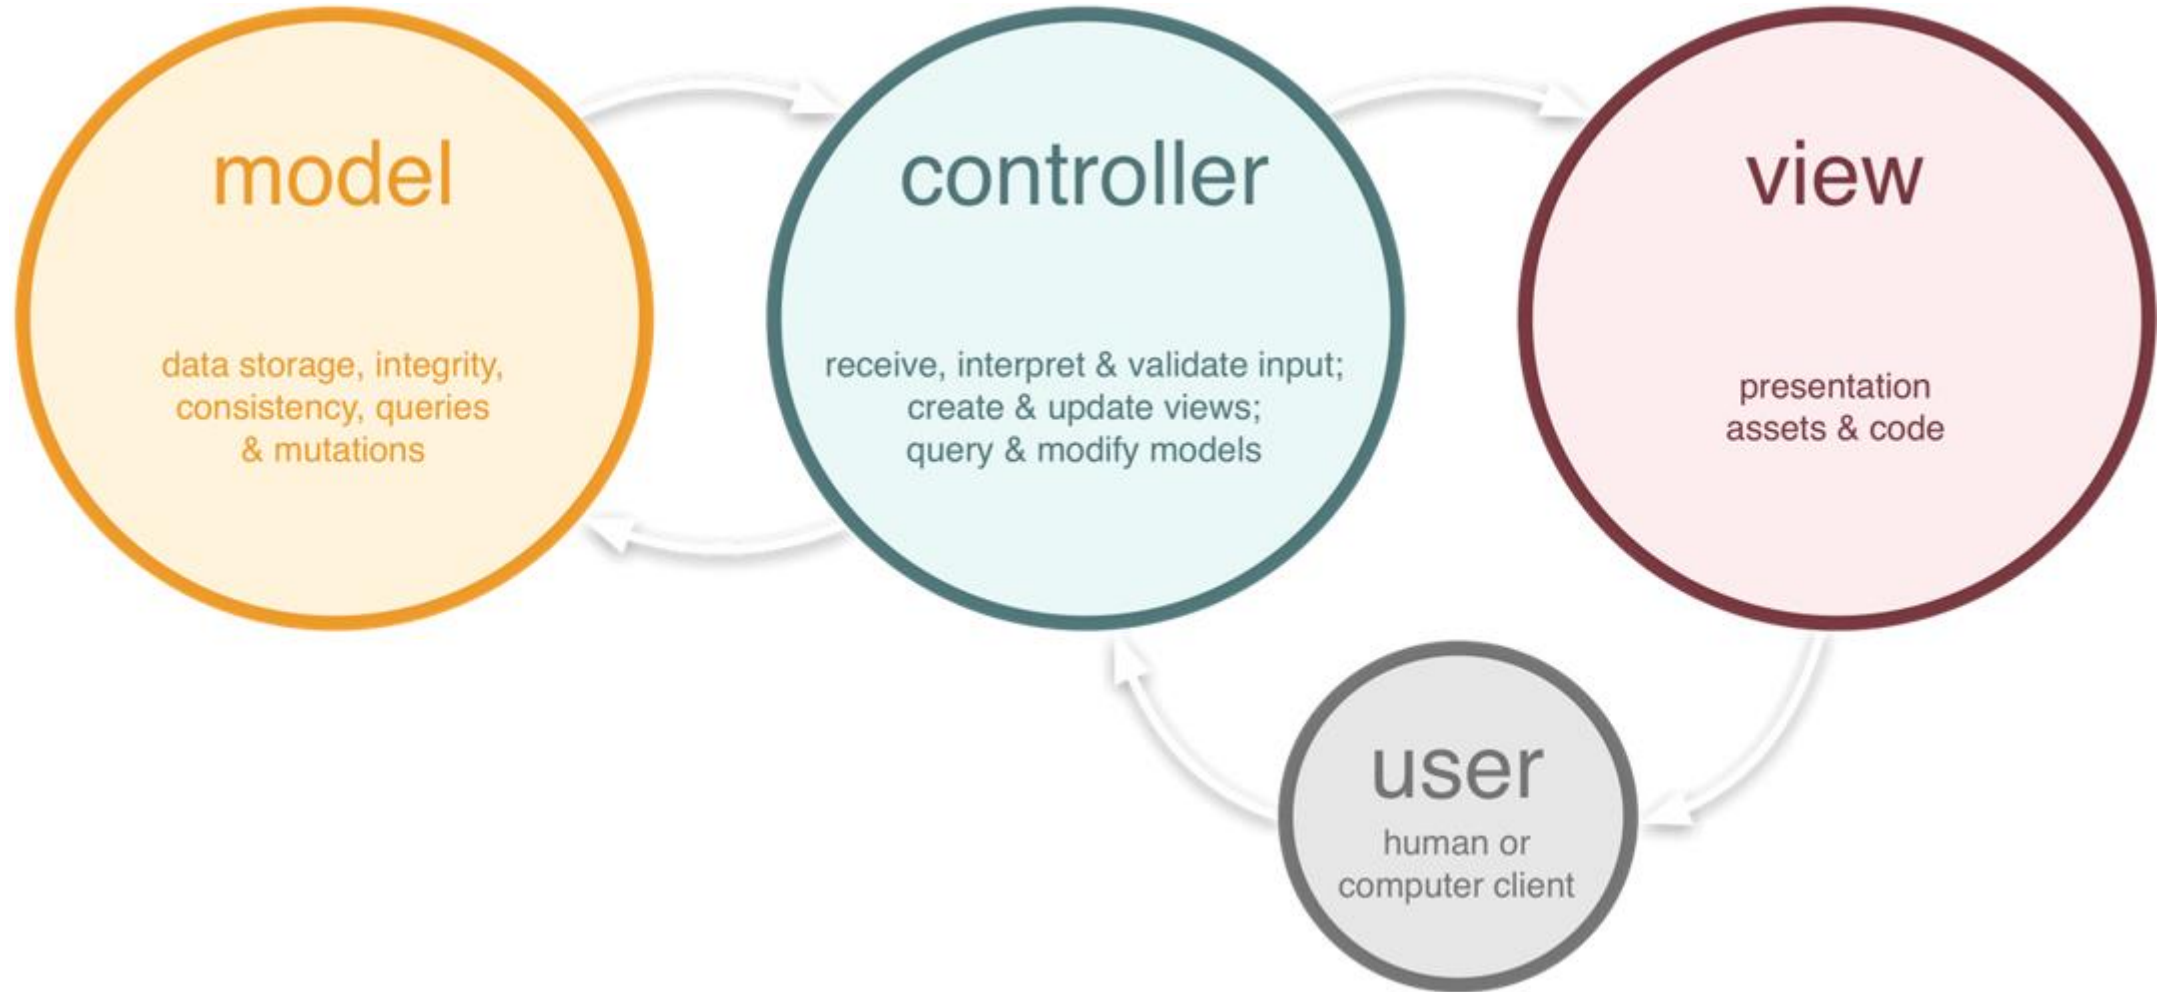 model
data storage, integrity,
consistency, queries
& mutations
controller
receive, interpret & validate input;
create & update views;
query & modify models
view
presentation
assets & code
user
human or
computer client